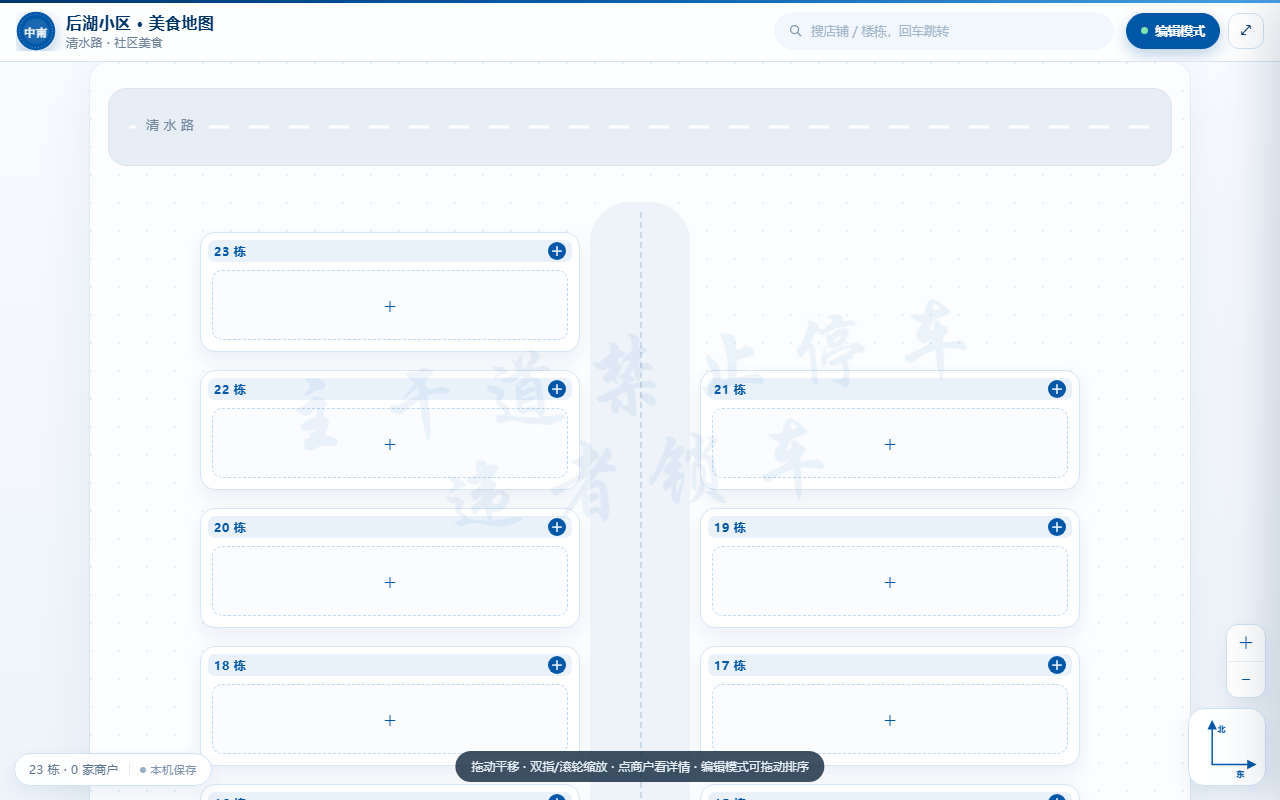 中南
后湖小区 • 美食地图
清水路 · 社区美食
搜店铺 / 楼栋，回车跳转
编辑模式
清水路
23 栋
22 栋
21 栋
主干道禁止停车
违者锁车
20 栋
19 栋
18 栋
17 栋
23 栋 · 0 家商户
本机保存
拖动平移 · 双指/滚轮缩放 · 点商户看详情 · 编辑模式可拖动排序
北
东